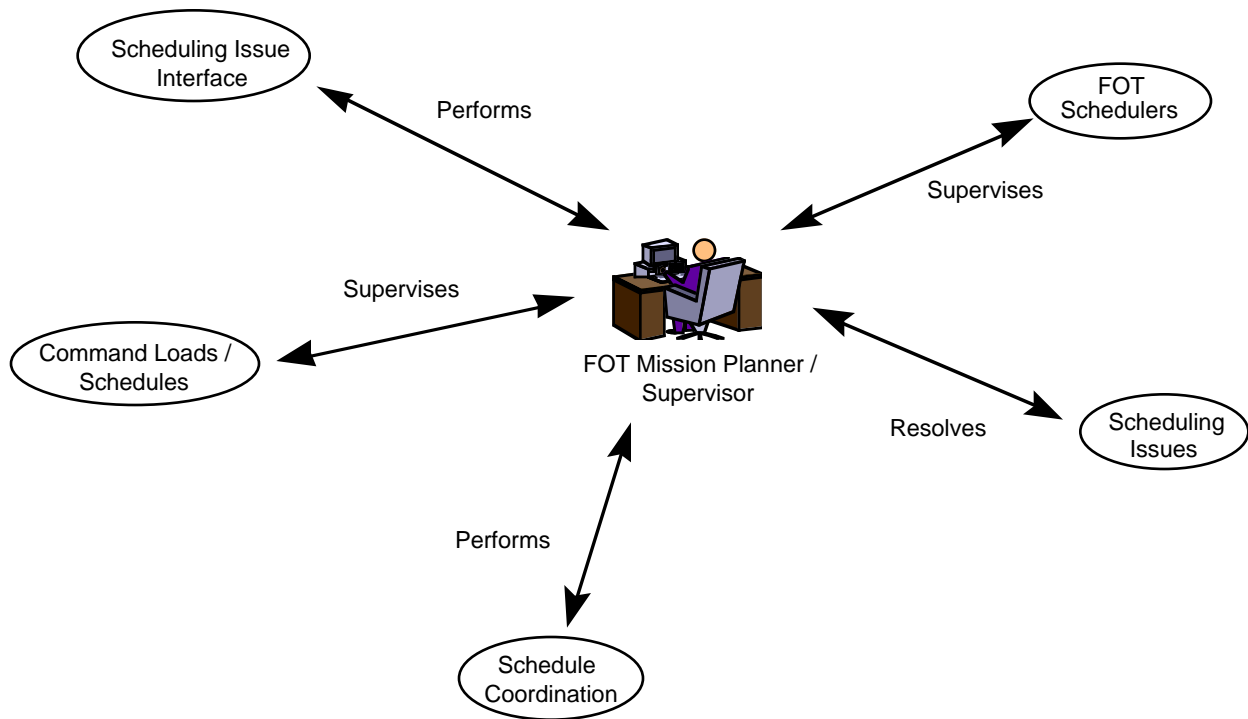 Scheduling Issue
Interface
Performs
FOT
Schedulers
Supervises
Supervises
Command Loads /
Schedules
FOT Mission Planner /
Supervisor
Resolves
Scheduling
Issues
Performs
Schedule
Coordination